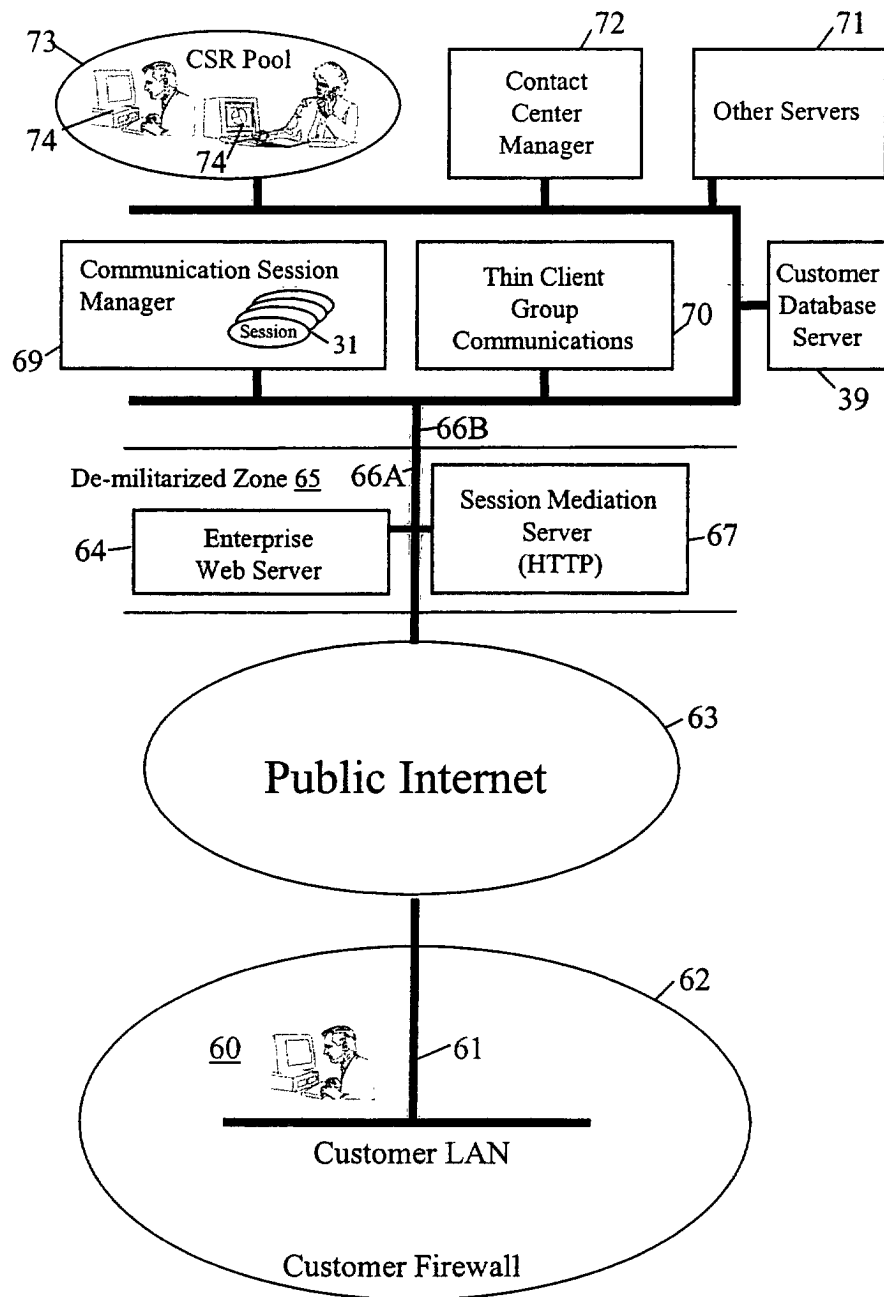 73
CSR Pool
74
74
72
Contact
Center
Manager
71
Other Servers
Communication Session
Manager
Session
31
69
Thin Client
Group
Communications
70
Customer
Database
Server
39
66B
De-militarized Zone 65
66A
64
Enterprise
Web Server
Session Mediation
Server
(HTTP)
67
63
Public Internet
62
60
61
Customer LAN
Customer Firewall